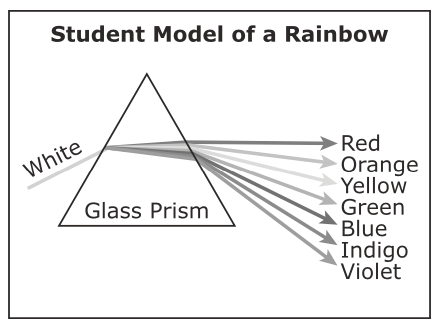 Student Model of a Rainbow
White
Glass Prism
Red
Orange
Yellow
Green
Blue
Indigo
Violet